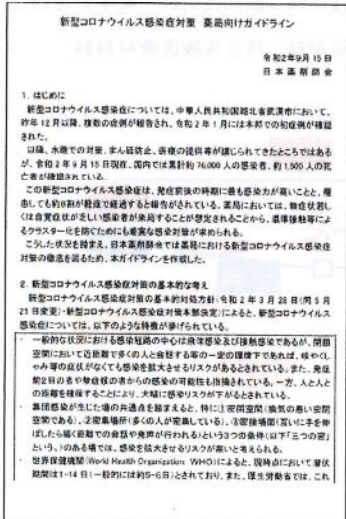 新型コロナウイルス感染症対策 薬局向けガイドライン
令和2年9月15日
日本薬剤師会
1. はじめに
新型コロナウイルス感染症については、中華人民共和国湖北省武漢市において、
昨年12月以降、複数の症例が報告され、令和2年1月には本邦での初症例が確認
された。
以降、水際での対策、まん延防止、医療の提供等が講じられてきたところではある
が、令和2年9月15日現在、国内では累計約76,000人の感染者、約1,500人の死
亡者が確認されている。
この新型コロナウイルス感染症は、発症前後の時期に最も感染力が高いことと、罹
患しても約8割が軽症で経過すると報告がされている。薬局においては、無症状若し
くは自覚症状が乏しい感染者が来局することが想定されることから、濃厚接触等によ
るクラスター化を防ぐためにも厳密な感染対策が求められる。
こうした状況を踏まえ、日本薬剤師会では薬局における新型コロナウイルス感染症
対策の徹底を図るため、本ガイドラインを作成した。
2. 新型コロナウイルス感染症対策の基本的な考え
新型コロナウイルス感染症対策の基本的対処方針(令和2年3月28日(同5月
25日変更)・新型コロナウイルス感染症対策本部決定)によると、新型コロナウイルス
感染症については、以下のような特徴が挙げられている。
・ 一般的な状況における感染経路の中心は飛沫感染及び接触感染であるが、閉鎖
空間において近距離で多くの人と会話する等の一定の環境下であれば、咳やくし
ゃみ等の症状がなくても感染を拡大させるリスクがあるとされている。また、発症
前2日の者や無症候の者からの感染の可能性も指摘されている。一方、人と人と
の距離を確保することにより、大幅に感染リスクが下がるとされている。
・ 集団感染が生じた場の共通点を踏まえると、特に①密閉空間(換気の悪い密閉
空間である)、②密集場所(多くの人が密集している)、③密接場面(互いに手を伸
ばしたら届く距離での会話や発声が行われる)という3つの条件(以下「三つの密」
という。)のある場では、感染を拡大させるリスクが高いと考えられる。
・ 世界保健機関(World Health Organization: WHO)によると、現時点において潜伏
期間は1-14日(一般的には約5-6日)とされており、また、厚生労働省では、これ